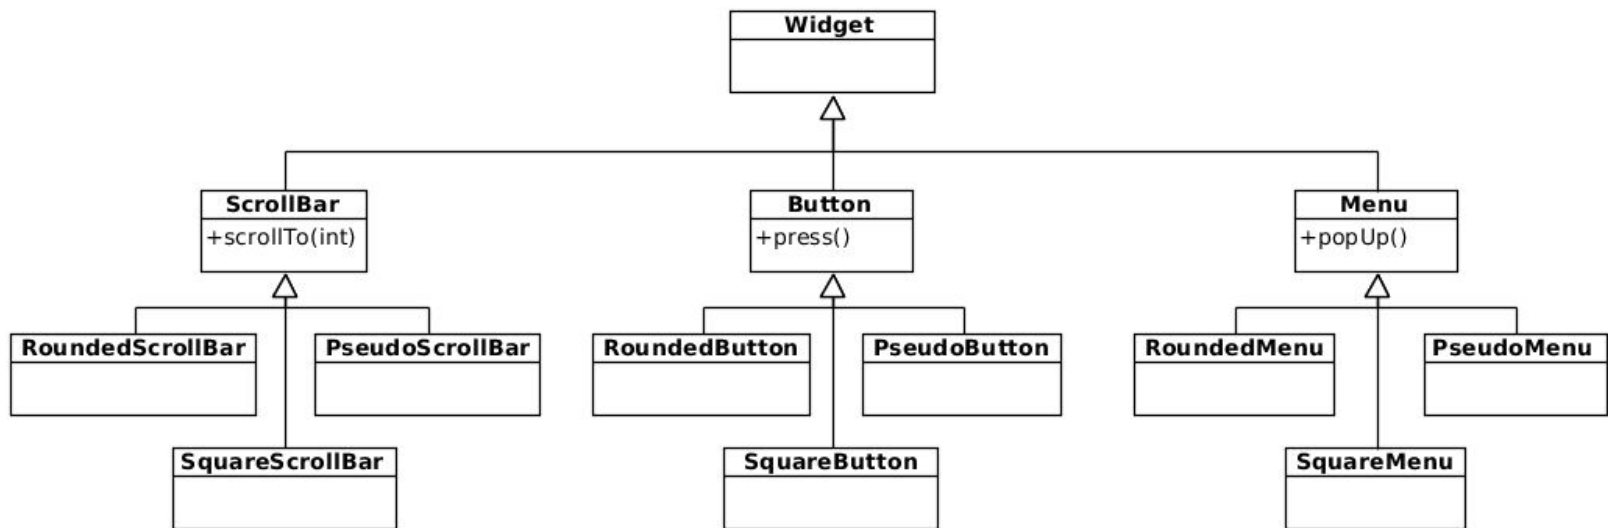 Widget
ScrollBar
+scrollTo(int)
Button
+press()
Menu
+popUp()
RoundedScrollBar
PseudoScrollBar
RoundedButton
PseudoButton
RoundedMenu
PseudoMenu
SquareScrollBar
SquareButton
SquareMenu